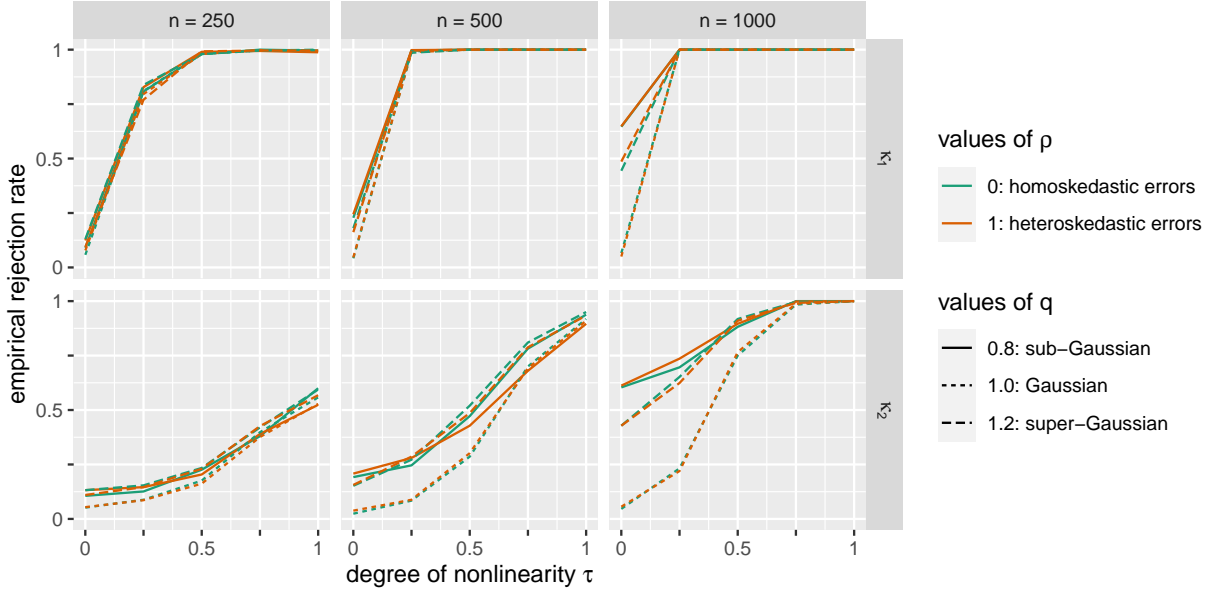 n = 250
n = 500
n = 1000
empirical rejection rate
1
0.5
0
κ1
1
0.5
0
κ2
0
0.5
1
0
0.5
1
0
0.5
1
degree of nonlinearity τ
values of ρ
0: homoskedastic errors
1: heteroskedastic errors
values of q
0.8: sub−Gaussian
1.0: Gaussian
1.2: super−Gaussian